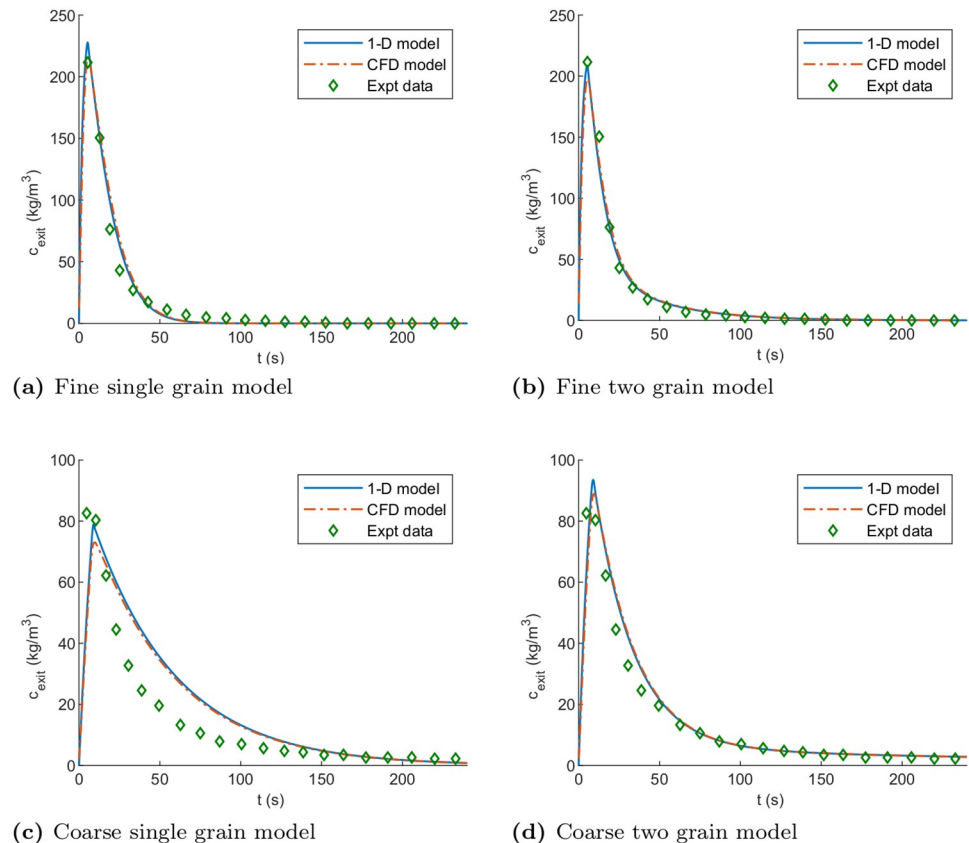 250
200
150
100
50
0
c_exit (kg/m³)
0 50 100 150 200
t (s)
1-D model
CFD model
Expt data
(a) Fine single grain model
250
200
150
100
50
0
c_exit (kg/m³)
0 50 100 150 200
t (s)
1-D model
CFD model
Expt data
(b) Fine two grain model
100
80
60
40
20
0
c_exit (kg/m³)
0 50 100 150 200
t (s)
1-D model
CFD model
Expt data
(c) Coarse single grain model
100
80
60
40
20
0
c_exit (kg/m³)
0 50 100 150 200
t (s)
1-D model
CFD model
Expt data
(d) Coarse two grain model